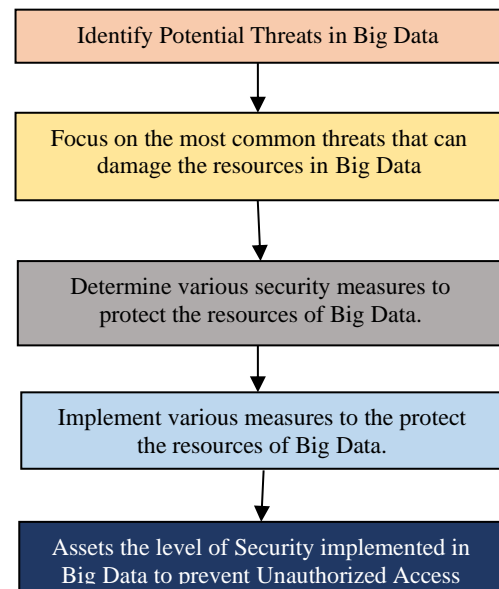 Identify Potential Threats in Big Data
Focus on the most common threats that can
damage the resources in Big Data
Determine various security measures to
protect the resources of Big Data.
Implement various measures to the protect
the resources of Big Data.
Assets the level of Security implemented in
Big Data to prevent Unauthorized Access